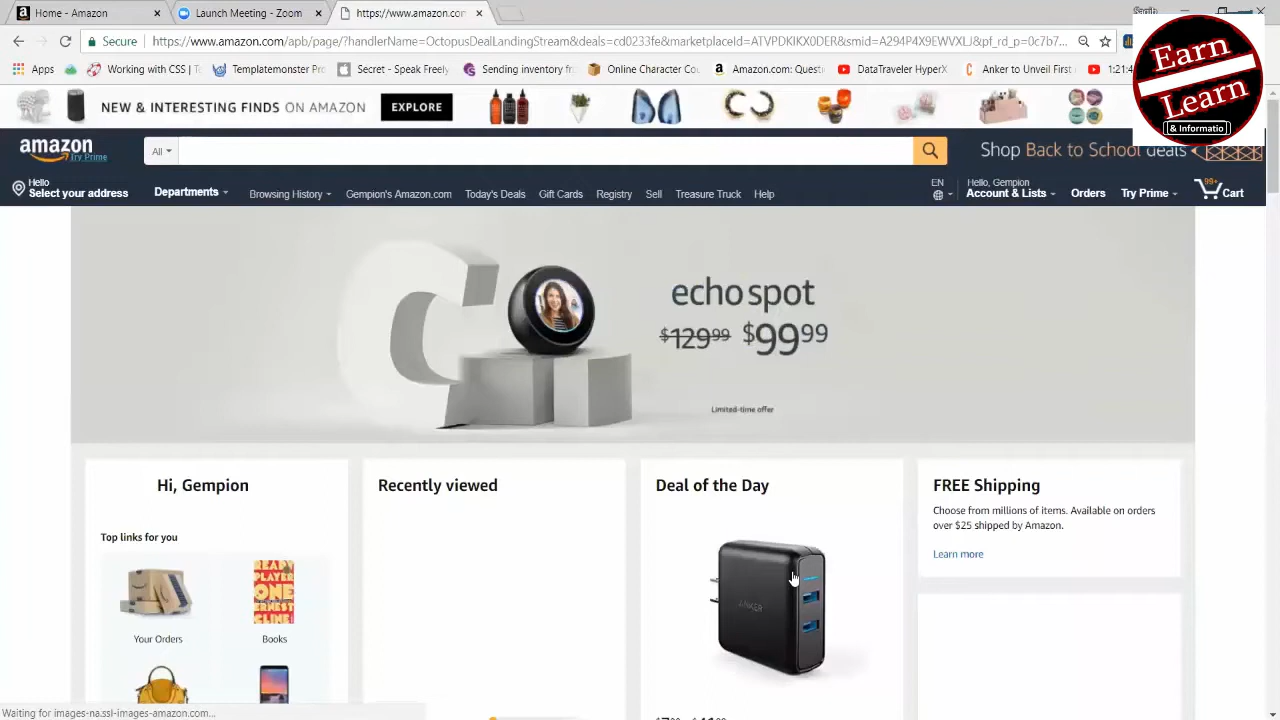 Home - Amazon
Launch Meeting - Zoom
https://www.amazon.com
Secure
https://www.amazon.com/apb/page/?handlerName=OctopusDealLandingStream&deals=cd0233fe&marketplaceId=ATVPDKIKX0DER&smid=A294P4X9EWVXLJ&pf_rd_p=0c7b7...
Apps
Working with CSS | T
Templatemonster Pro
Secret - Speak Freely
Drag inventory fr
Online Character Cou
Amazon.com: Quest
DataTraveler HyperX
Anker to Unveil First
1:21:4
Earn
Learn
& Informatio
NEW & INTERESTING FINDS ON AMAZON
EXPLORE
amazon
Try Prime
All
Shop Back to School deals
Hello
Select your address
Departments
Browsing History
Gempion's Amazon.com
Today's Deals
Gift Cards
Registry
Sell
Treasure Truck
Help
EN
Hello, Gempion
Account & Lists
Orders
Try Prime
99+
Cart
echo spot
$129.99 $99.99
Limited-time offer
Hi, Gempion
Recently viewed
Deal of the Day
FREE Shipping
Choose from millions of items. Available on orders
over $25 shipped by Amazon.
Learn more
Top links for you
READY
PLAYER
ONE
ERNEST
CLINE
ANKER
Your Orders
Books
Waiting for images-na.ssl-images-amazon.com...